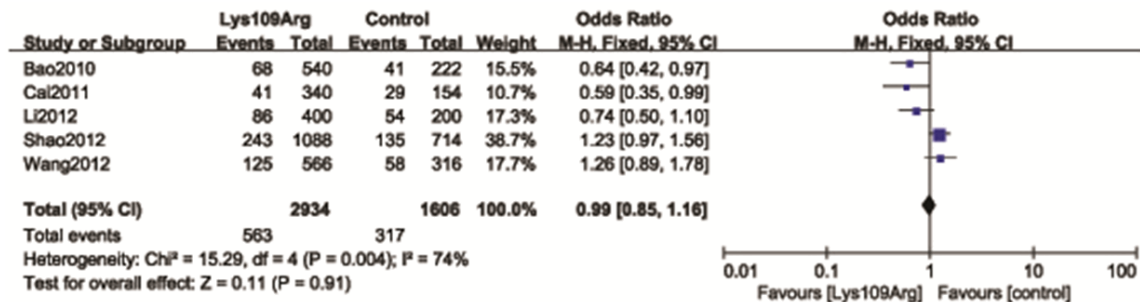 Lys109Arg Control Odds Ratio Odds Ratio
Study or Subgroup Events Total Events Total Weight M-H, Fixed, 95% CI M-H, Fixed, 95% CI
Bao2010 68 540 41 222 15.5% 0.64 [0.42, 0.97]
Cai2011 41 340 29 154 10.7% 0.59 [0.35, 0.99]
Li2012 86 400 54 200 17.3% 0.74 [0.50, 1.10]
Shao2012 243 1088 135 714 38.7% 1.23 [0.97, 1.56]
Wang2012 125 566 58 316 17.7% 1.26 [0.89, 1.78]
Total (95% CI) 2934 1606 100.0% 0.99 [0.85, 1.16]
Total events 563 317
Heterogeneity: Chi² = 15.29, df = 4 (P = 0.004); I² = 74%
Test for overall effect: Z = 0.11 (P = 0.91)
0.01 0.1 1 10 100
Favours [Lys109Arg] Favours [control]